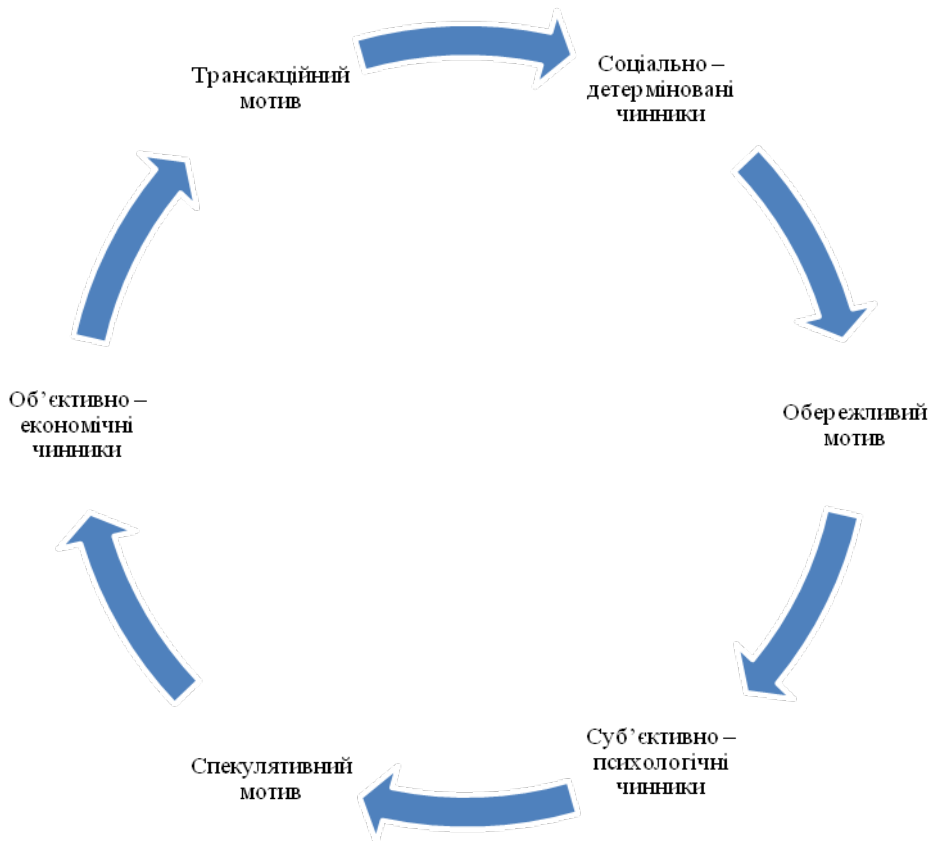 Трансакційний
мотив
Соціально –
детерміновані
чинники
Обережливий
мотив
Суб’єктивно –
психологічні
чинники
Спекулятивний
мотив
Об’єктивно –
економічні
чинники